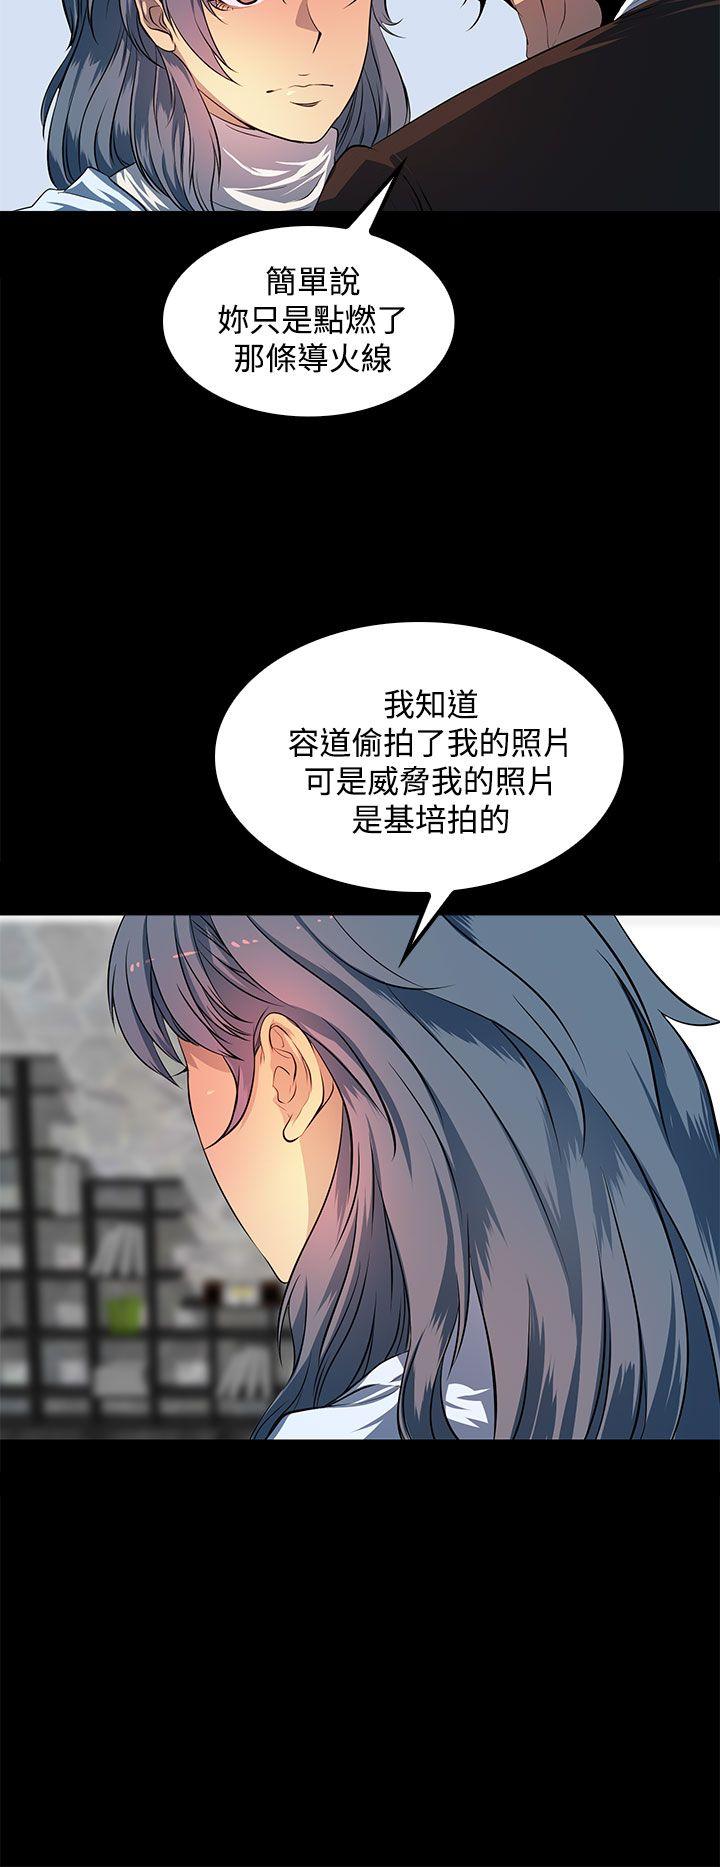 簡單說
妳只是點燃了
那條導火線
我知道
容道偷拍了我的照片
可是威脅我的照片
是基培拍的